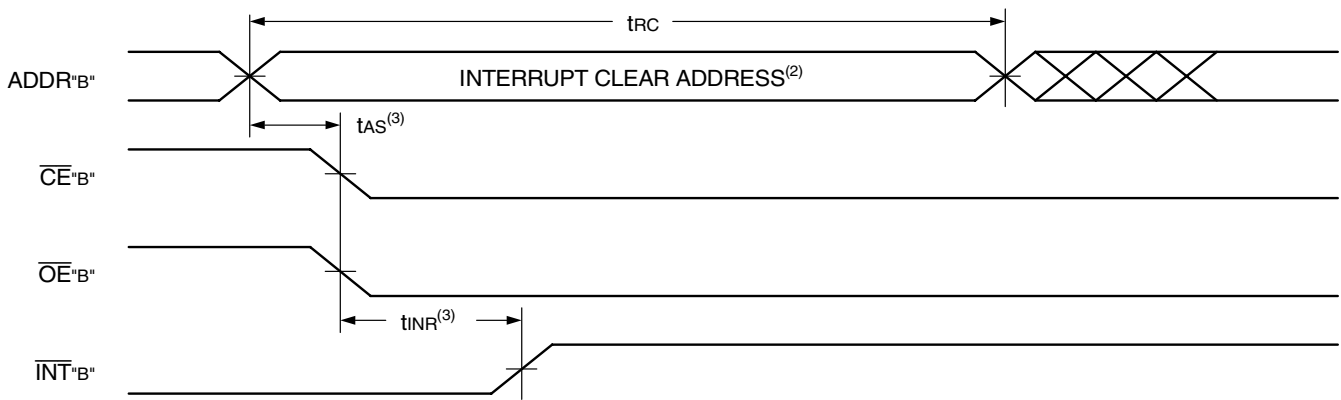 tRC
ADDR"B"
INTERRUPT CLEAR ADDRESS(2)
tAS(3)
CE"B"
OE"B"
tINR(3)
INT"B"